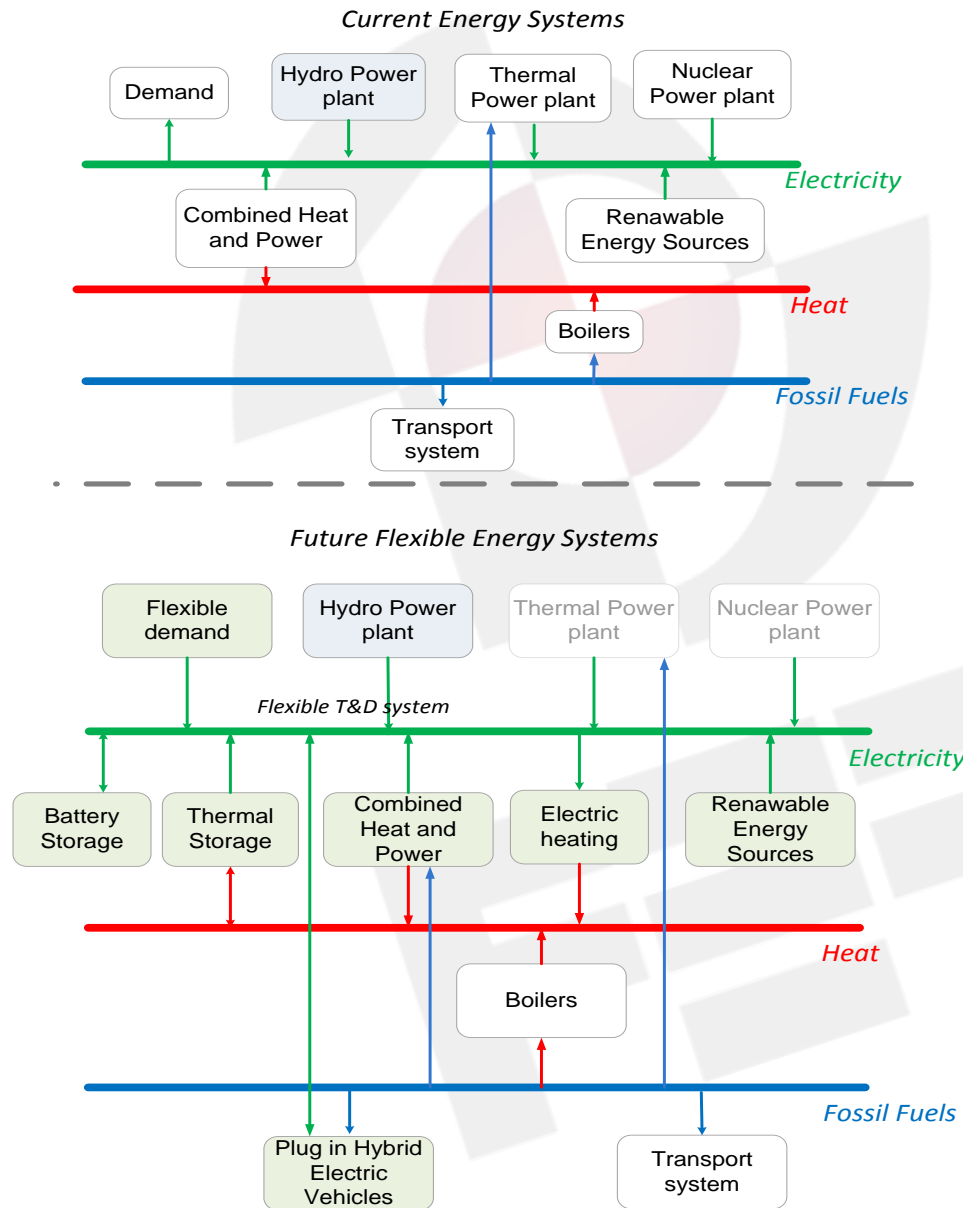 Current Energy Systems
Demand
Hydro Power
plant
Thermal
Power plant
Nuclear
Power plant
Electricity
Combined Heat
and Power
Renawable
Energy Sources
Heat
Boilers
Fossil Fuels
Transport
system
Future Flexible Energy Systems
Flexible
demand
Hydro Power
plant
Thermal Power
plant
Nuclear Power
plant
Flexible T&D system
Electricity
Battery
Storage
Thermal
Storage
Combined
Heat and
Power
Electric
heating
Renawable
Energy
Sources
Heat
Boilers
Fossil Fuels
Plug in Hybrid
Electric
Vehicles
Transport
system